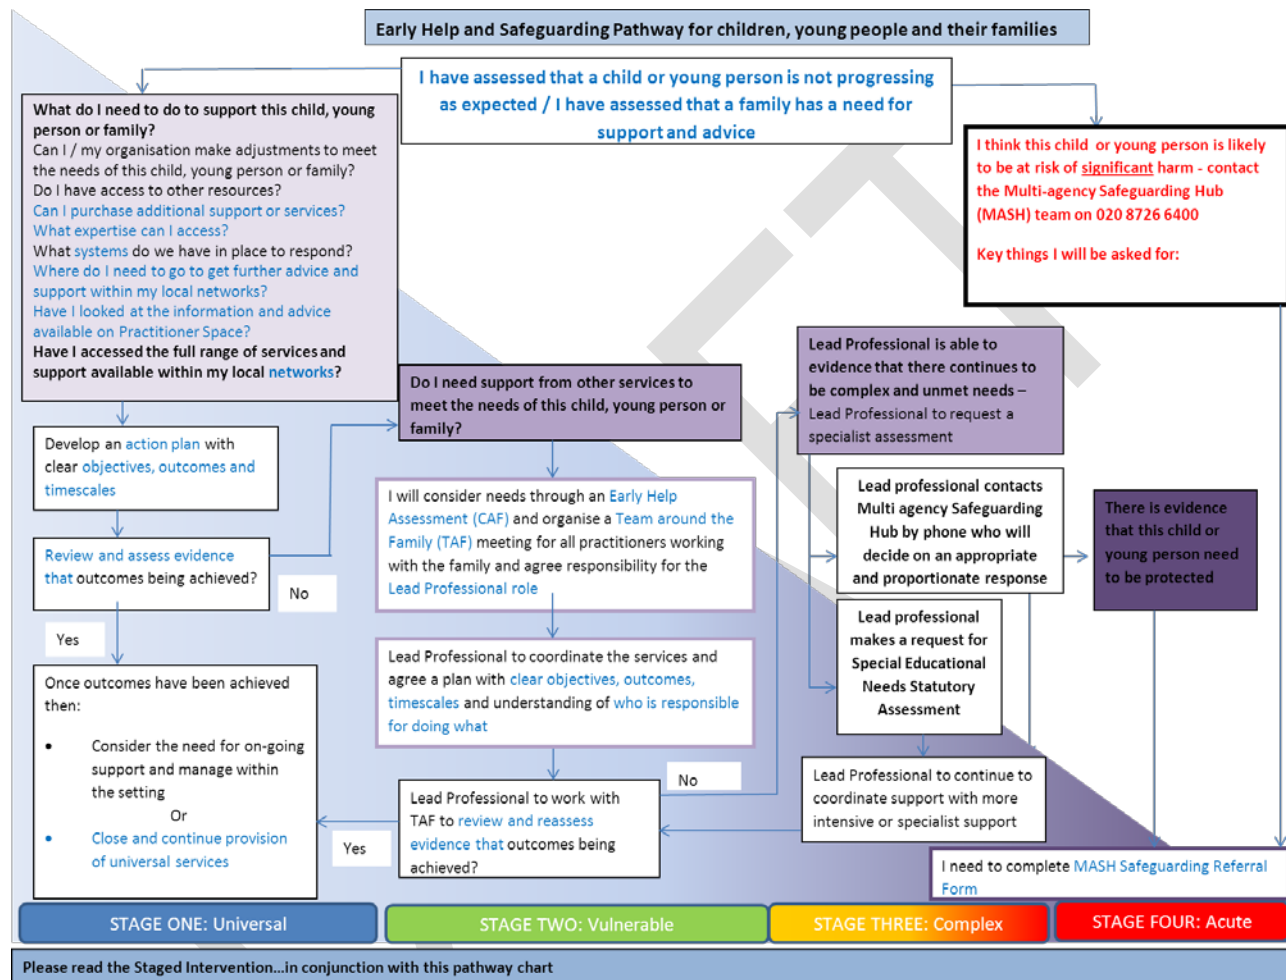 Early Help and Safeguarding Pathway for children, young people and their families
I have assessed that a child or young person is not progressing
as expected / I have assessed that a family has a need for
support and advice
What do I need to do to support this child, young
person or family?
Can I / my organisation make adjustments to meet
the needs of this child, young person or family?
Do I have access to other resources?
Can I purchase additional support or services?
What expertise can I access?
What systems do we have in place to respond?
Where do I need to go to get further advice and
support within my local networks?
Have I looked at the information and advice
available on Practitioner Space?
Have I accessed the full range of services and
support available within my local networks?
I think this child or young person is likely
to be at risk of significant harm - contact
the Multi-agency Safeguarding Hub
(MASH) team on 020 8726 6400
Key things I will be asked for:
Develop an action plan with
clear objectives, outcomes and
timescales
Review and assess evidence
that outcomes being achieved?
No
Yes
Once outcomes have been achieved
then:
• Consider the need for on-going
support and manage within
the setting
Or
• Close and continue provision
of universal services
Do I need support from other services to
meet the needs of this child, young person or
family?
I will consider needs through an Early Help
Assessment (CAF) and organise a Team around the
Family (TAF) meeting for all practitioners working
with the family and agree responsibility for the
Lead Professional role
Lead Professional to coordinate the services and
agree a plan with clear objectives, outcomes,
timescales and understanding of who is responsible
for doing what
No
Lead Professional to work with
TAF to review and reassess
evidence that outcomes being
achieved?
Yes
Lead Professional is able to
evidence that there continues to
be complex and unmet needs –
Lead Professional to request a
specialist assessment
Lead professional contacts
Multi agency Safeguarding
Hub by phone who will
decide on an appropriate
and proportionate response
Lead professional
makes a request for
Special Educational
Needs Statutory
Assessment
Lead Professional to continue to
coordinate support with more
intensive or specialist support
There is evidence
that this child or
young person need
to be protected
I need to complete MASH Safeguarding Referral
Form
STAGE ONE: Universal
STAGE TWO: Vulnerable
STAGE THREE: Complex
STAGE FOUR: Acute
Please read the Staged Intervention...in conjunction with this pathway chart